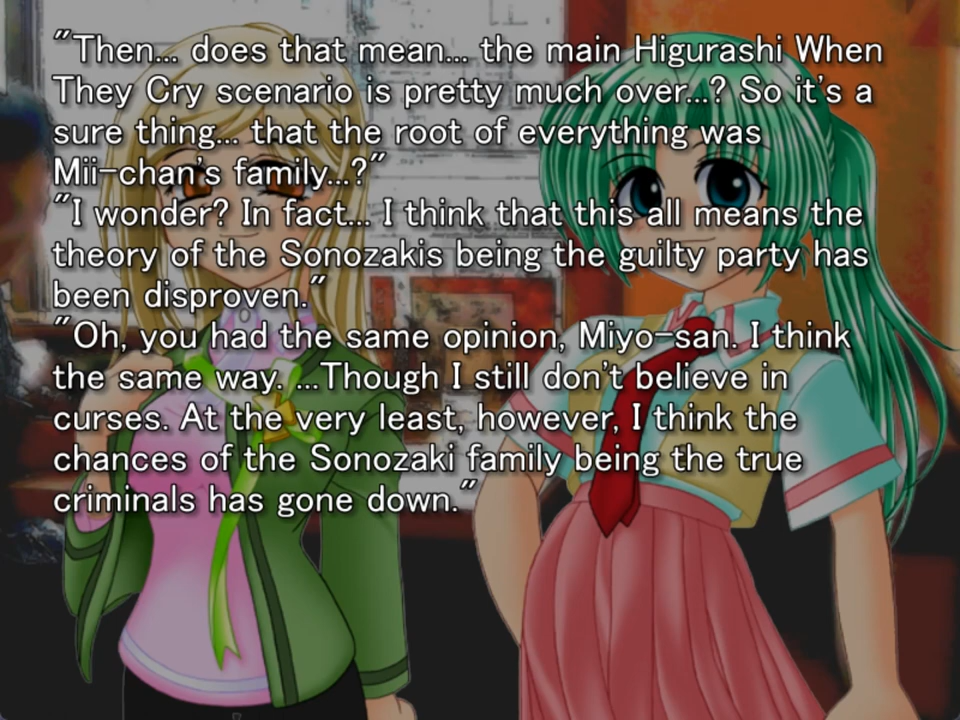 "Then... does that mean... the main Higurashi When
They Cry scenario is pretty much over...? So it's a
sure thing... that the root of everything was
Mii-chan's family...?"
"I wonder? In fact... I think that this all means the
theory of the Sonozakis being the guilty party has
been disproven."
"Oh, you had the same opinion, Miyo-san. I think
the same way. ...Though I still don't believe in
curses. At the very least, however, I think the
chances of the Sonozaki family being the true
criminals has gone down."